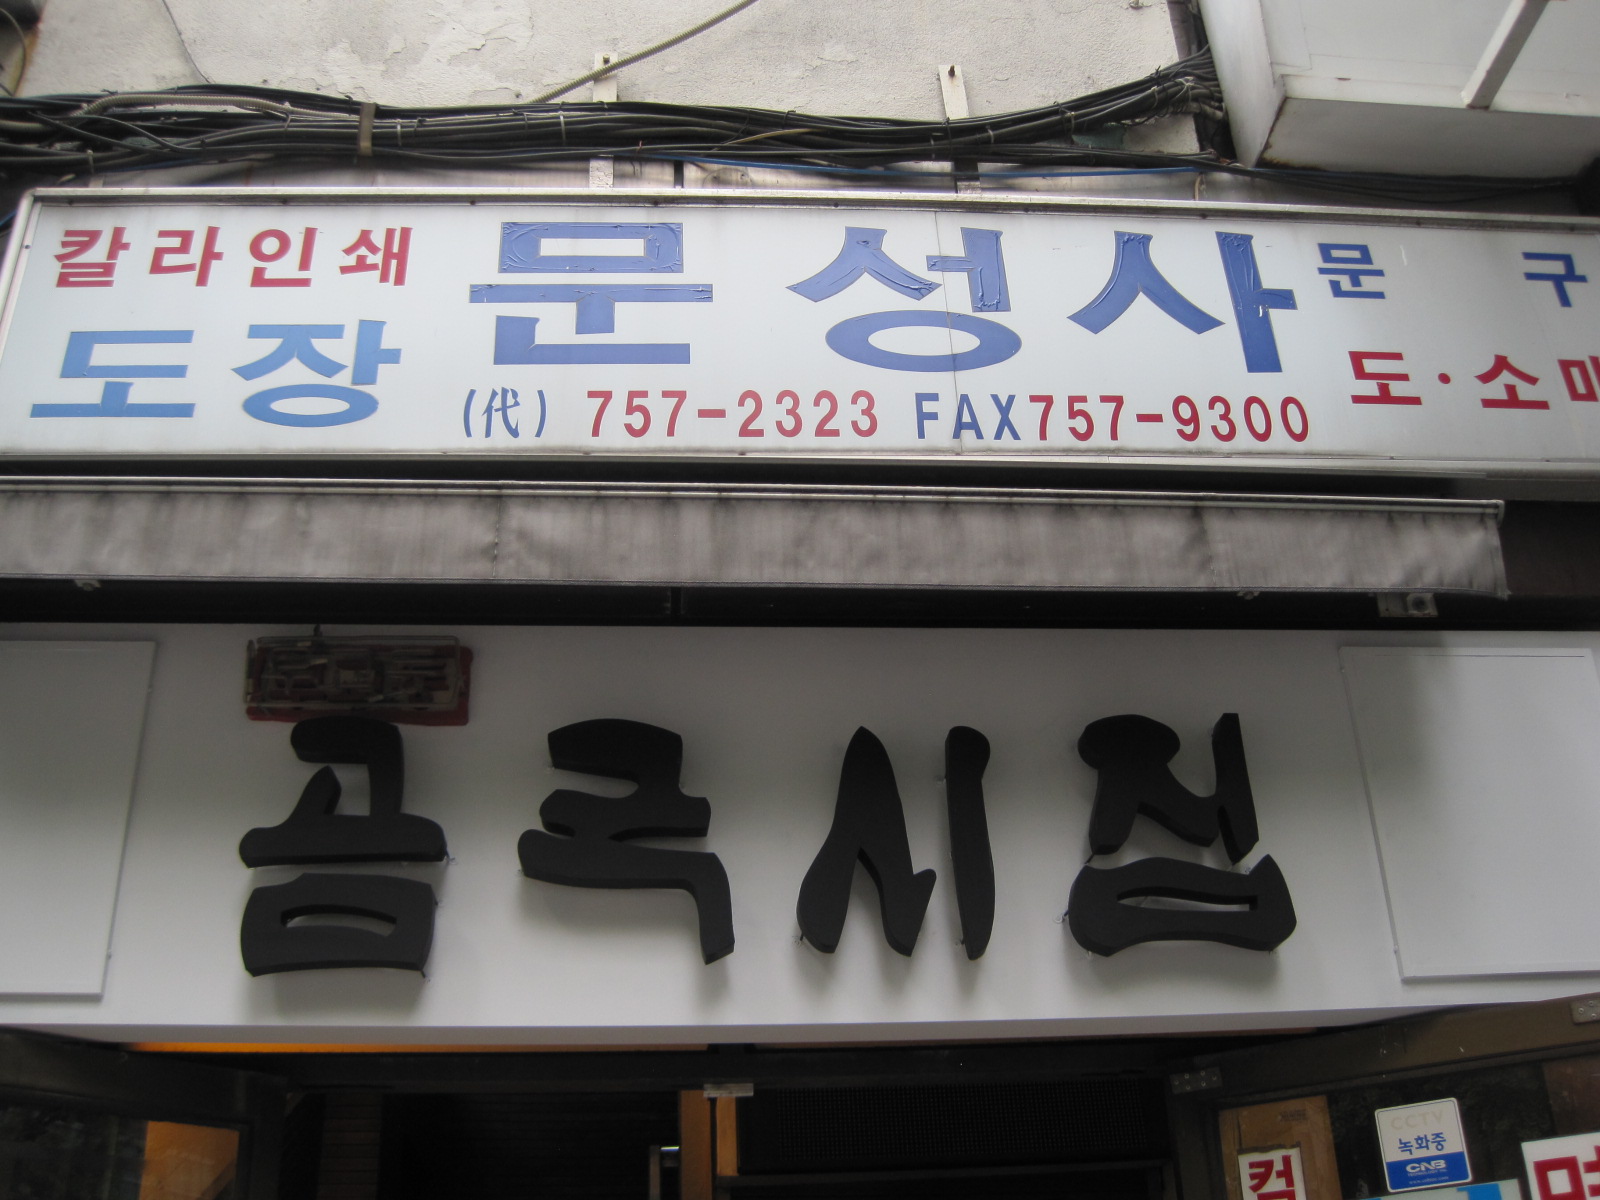 칼라인쇄 문성사 문구
도장 도·소매
(代) 757-2323 FAX757-9300
곰국시집
CCTV
녹화중
CNB
컴